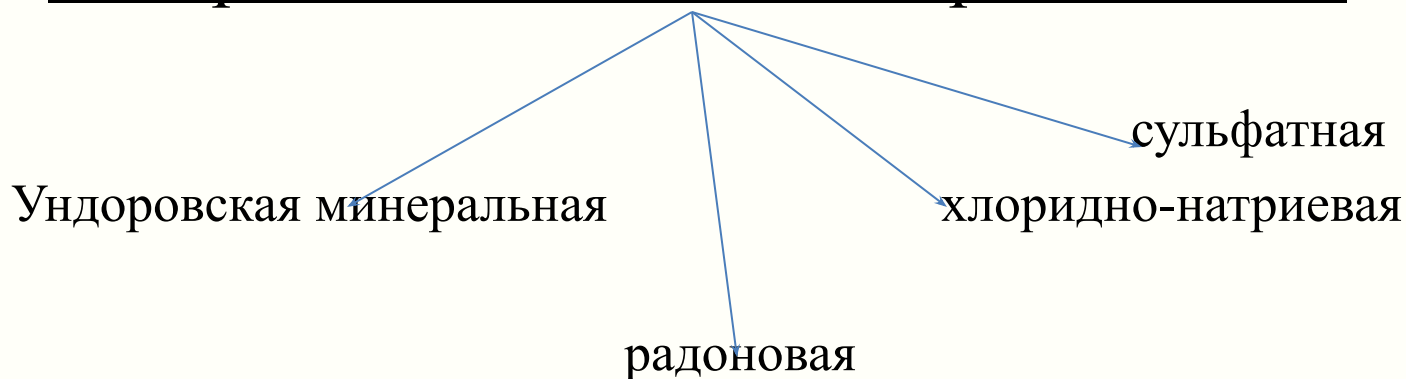 сульфатная
Ундоровская минеральная
хлоридно-натриевая
радоновая